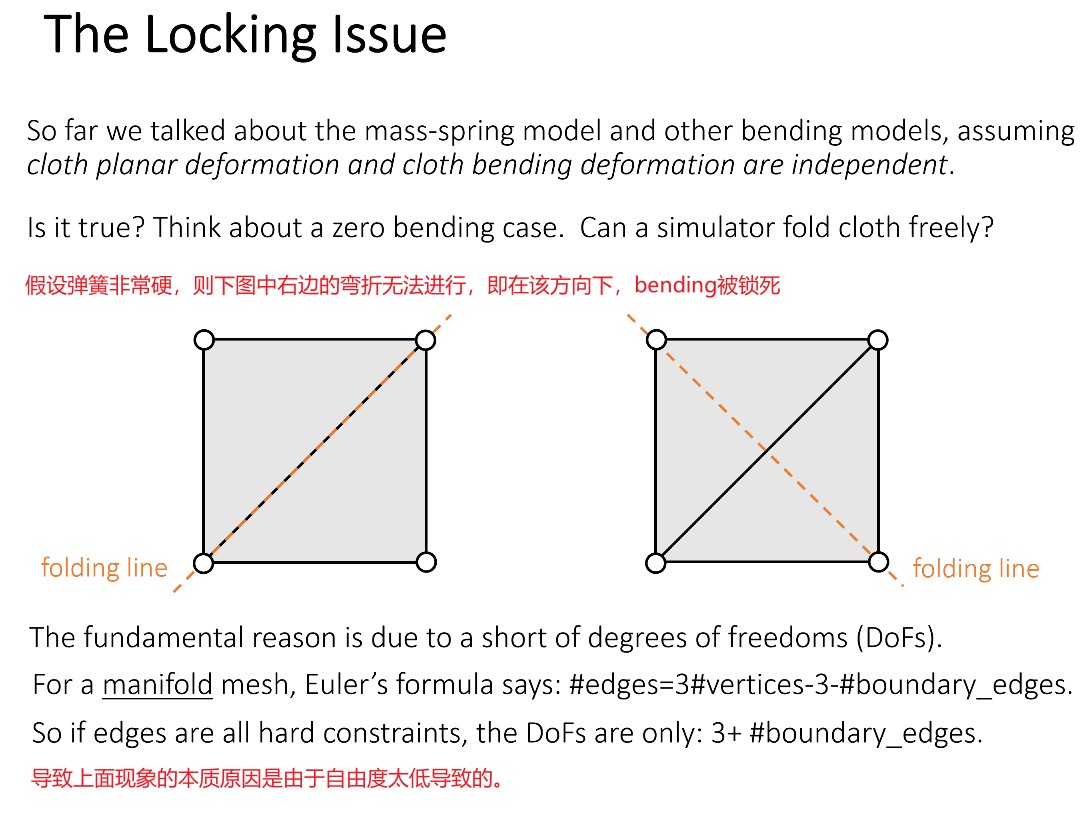 The Locking Issue
So far we talked about the mass-spring model and other bending models, assuming
cloth planar deformation and cloth bending deformation are independent.
Is it true? Think about a zero bending case.  Can a simulator fold cloth freely?
假设弹簧非常硬，则下图中右边的弯折无法进行，即在该方向下，bending被锁死
folding line
folding line
The fundamental reason is due to a short of degrees of freedoms (DoFs).
For a manifold mesh, Euler’s formula says: #edges=3#vertices-3-#boundary_edges.
So if edges are all hard constraints, the DoFs are only: 3+ #boundary_edges.
导致上面现象的本质原因是由于自由度太低导致的。